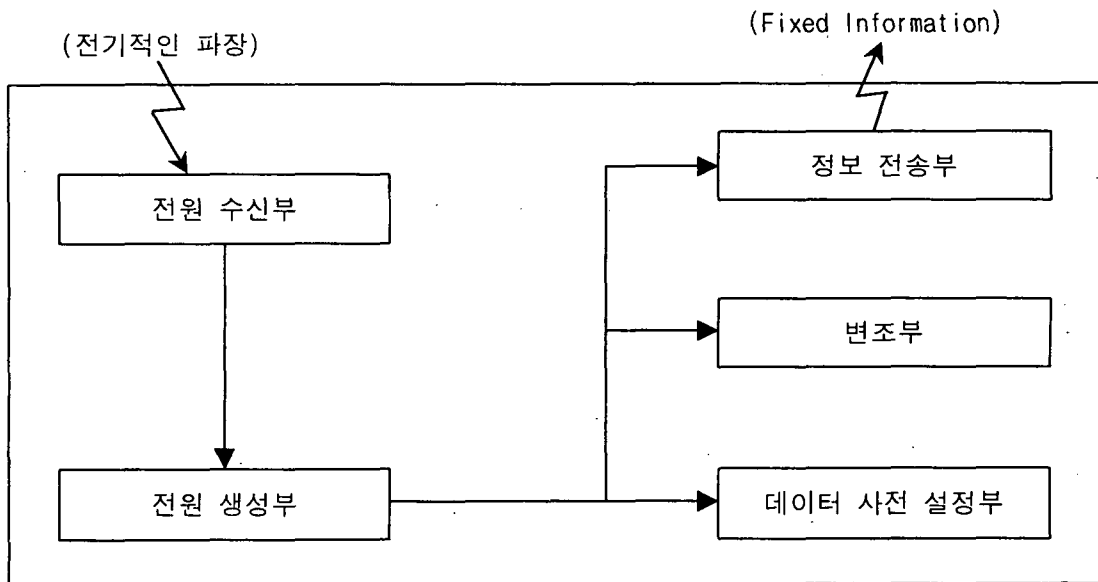 (전기적인 파장)
(Fixed Information)
전원 수신부
정보 전송부
변조부
전원 생성부
데이터 사전 설정부